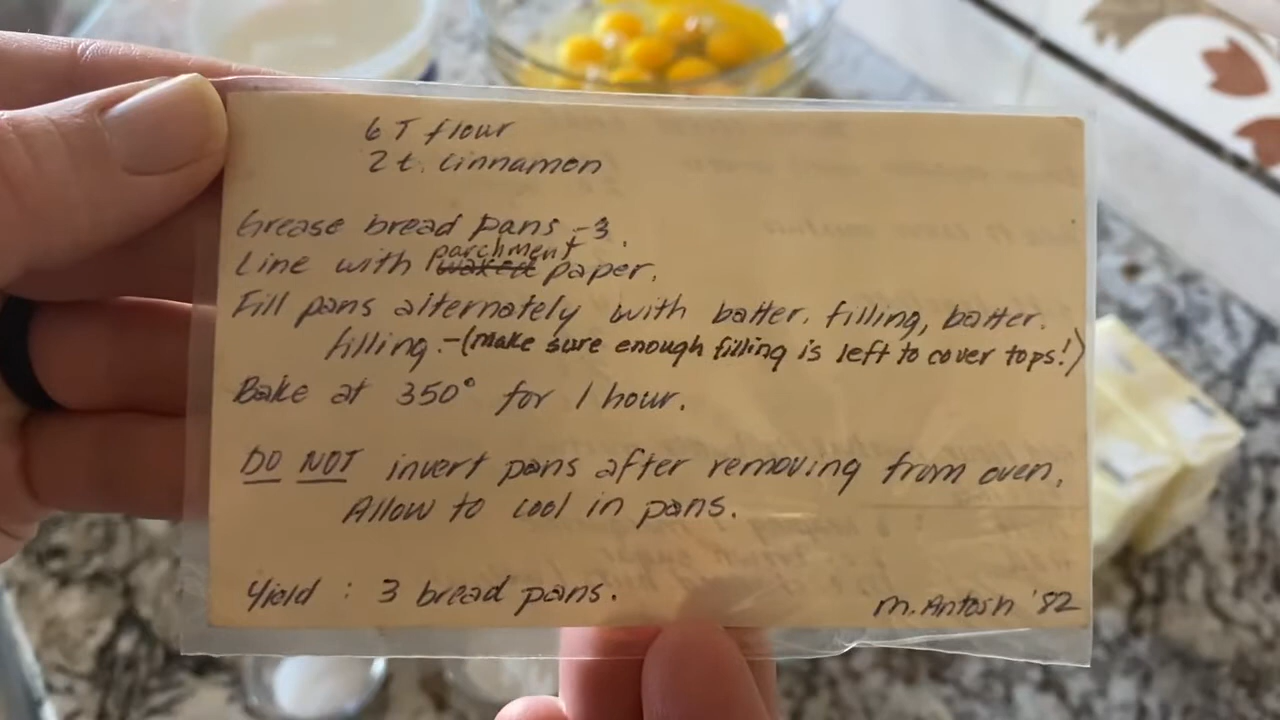 6 T flour
2 t. cinnamon
Grease bread pans - 3.
Line with parchment waxed paper.
Fill pans alternately with batter, filling, batter,
filling. - (make sure enough filling is left to cover tops!)
Bake at 350° for 1 hour.
DO NOT invert pans after removing from oven,
Allow to cool in pans.
Yield : 3 bread pans.
M. Antosh '82